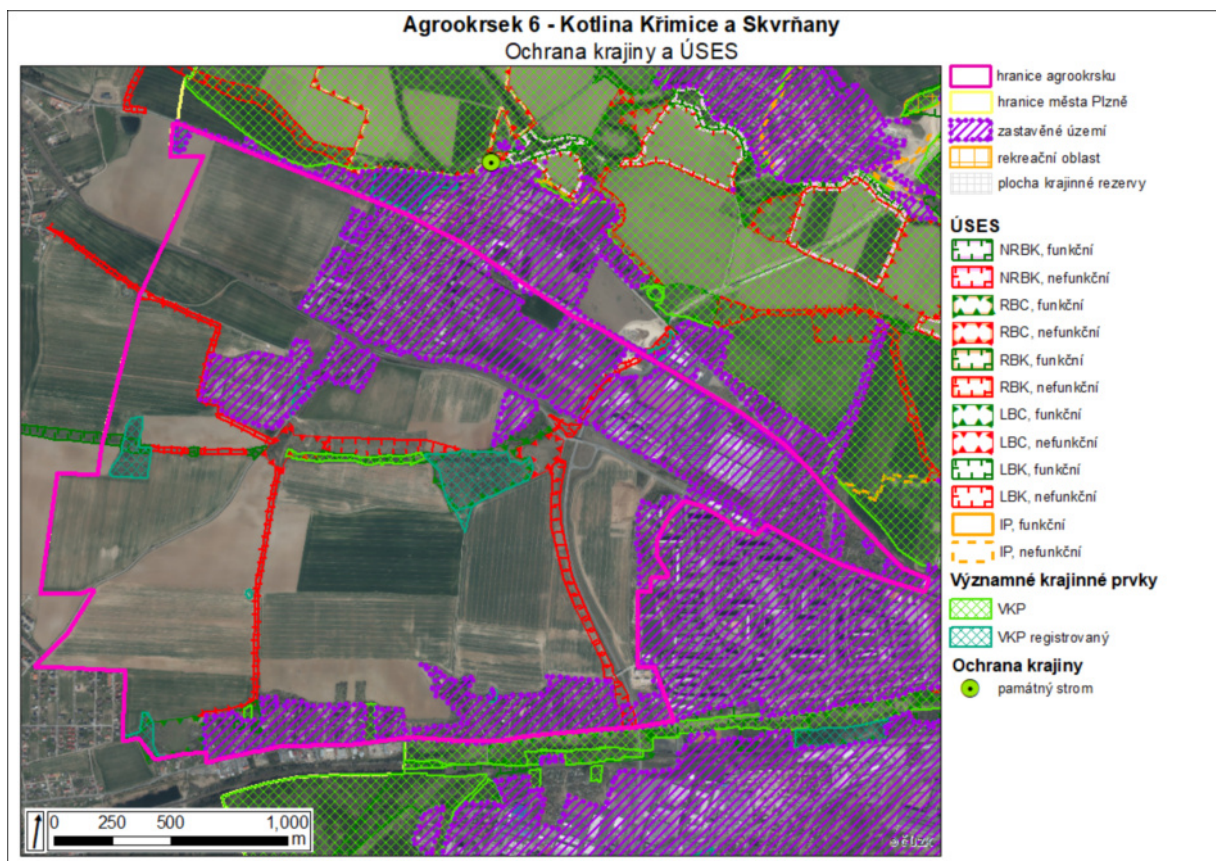 Agrookrsek 6 - Kotlina Křimice a Skvrňany
Ochrana krajiny a ÚSES
hranice agrookrsku
hranice města Plzně
zastavěné území
rekreační oblast
plocha krajinné rezervy
ÚSES
NRBK, funkční
NRBK, nefunkční
RBC, funkční
RBC, nefunkční
RBK, funkční
RBK, nefunkční
LBC, funkční
LBC, nefunkční
LBK, funkční
LBK, nefunkční
IP, funkční
IP, nefunkční
Významné krajinné prvky
VKP
VKP registrovaný
Ochrana krajiny
památný strom
0 250 500 1,000
m